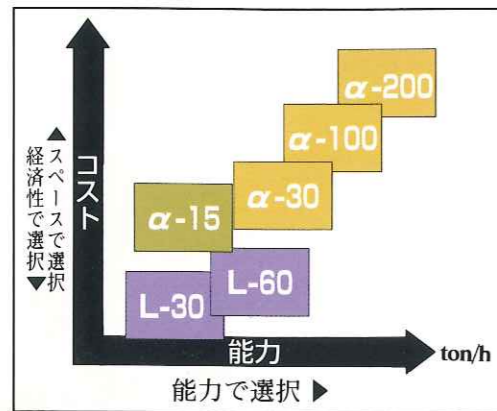 ▲スペースで選択
経済性で選択▼
コスト
α-200
α-100
α-30
α-15
L-60
L-30
能力
ton/h
能力で選択 ▶